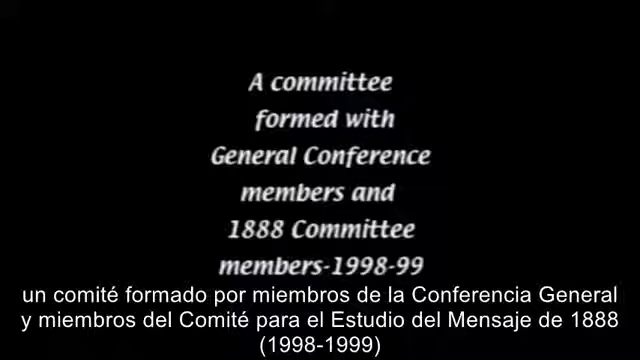 A committee
formed with
General Conference
members and
1888 Committee
members-1998-99
un comité formado por miembros de la Conferencia General
y miembros del Comité para el Estudio del Mensaje de 1888
(1998-1999)